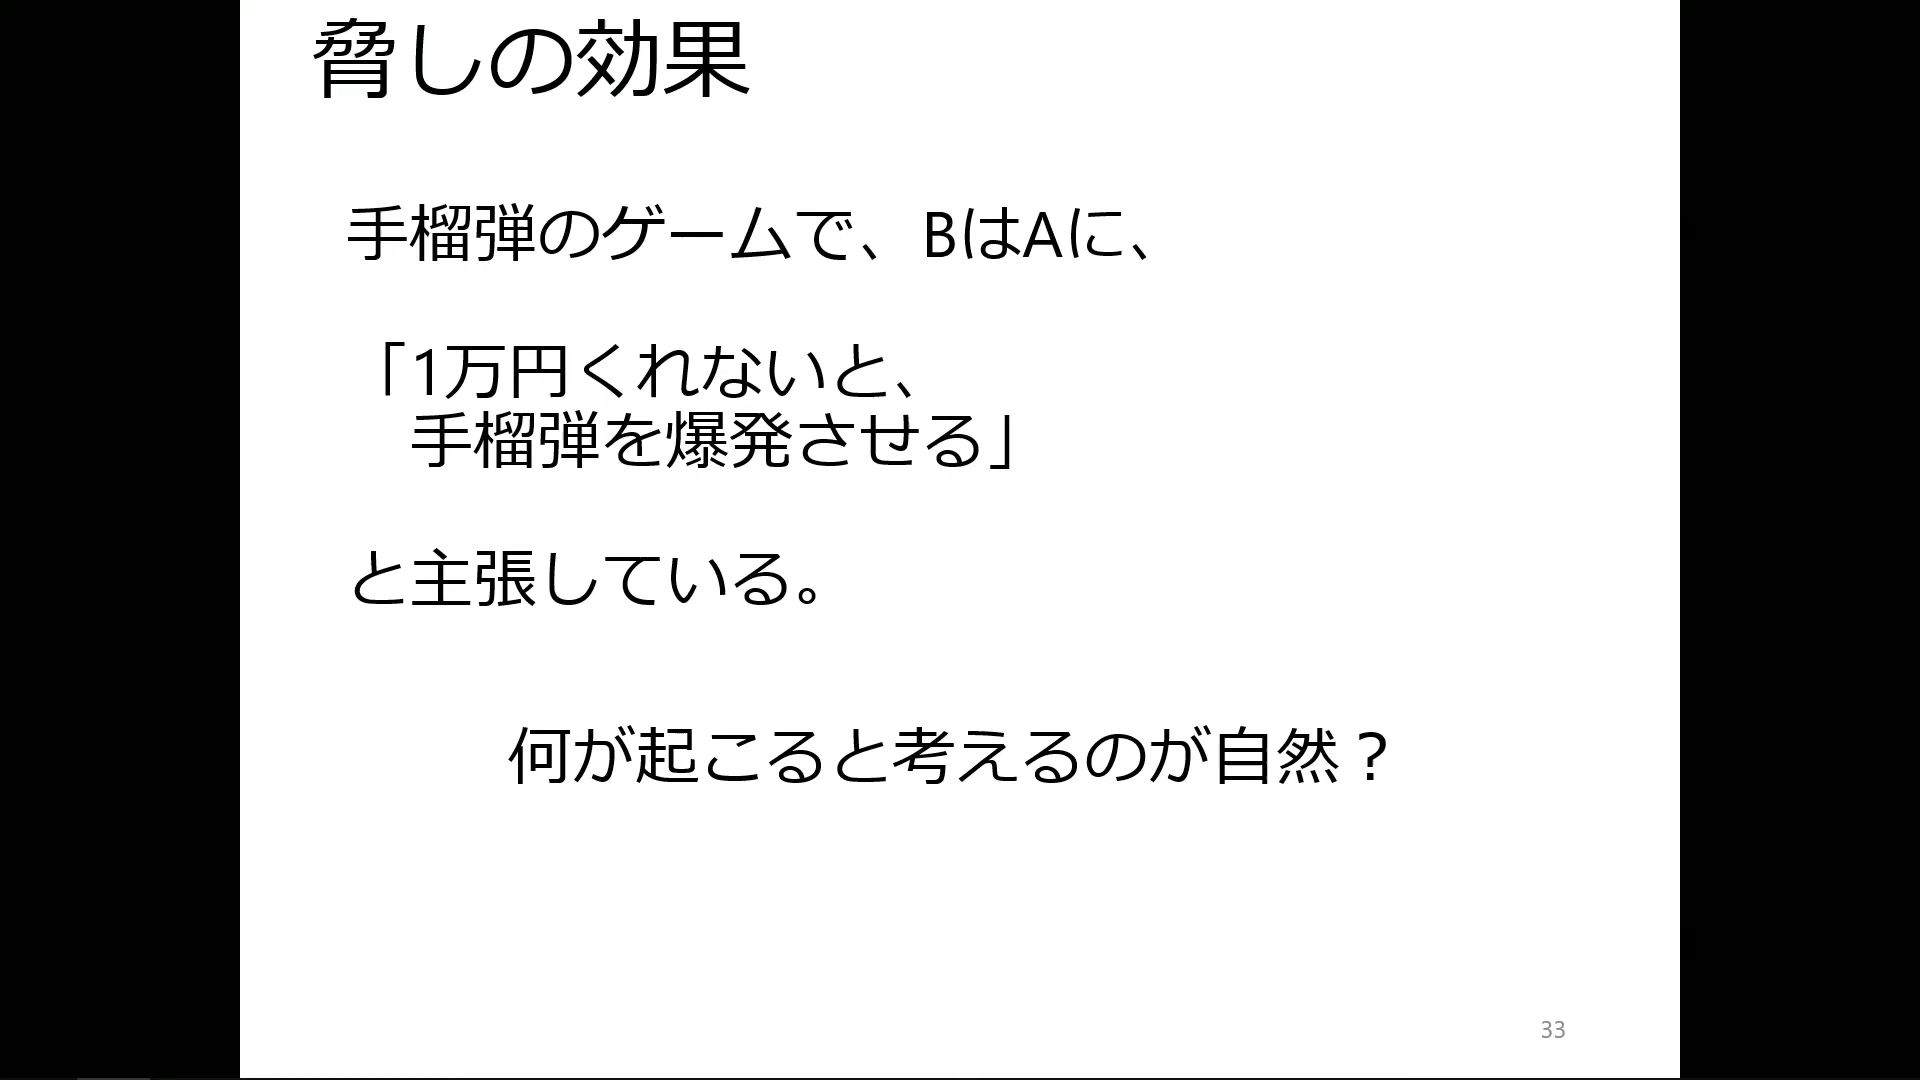 脅しの効果
手榴弾のゲームで、BはAに、
「1万円くれないと、
手榴弾を爆発させる」
と主張している。
何が起こると考えるのが自然？
33